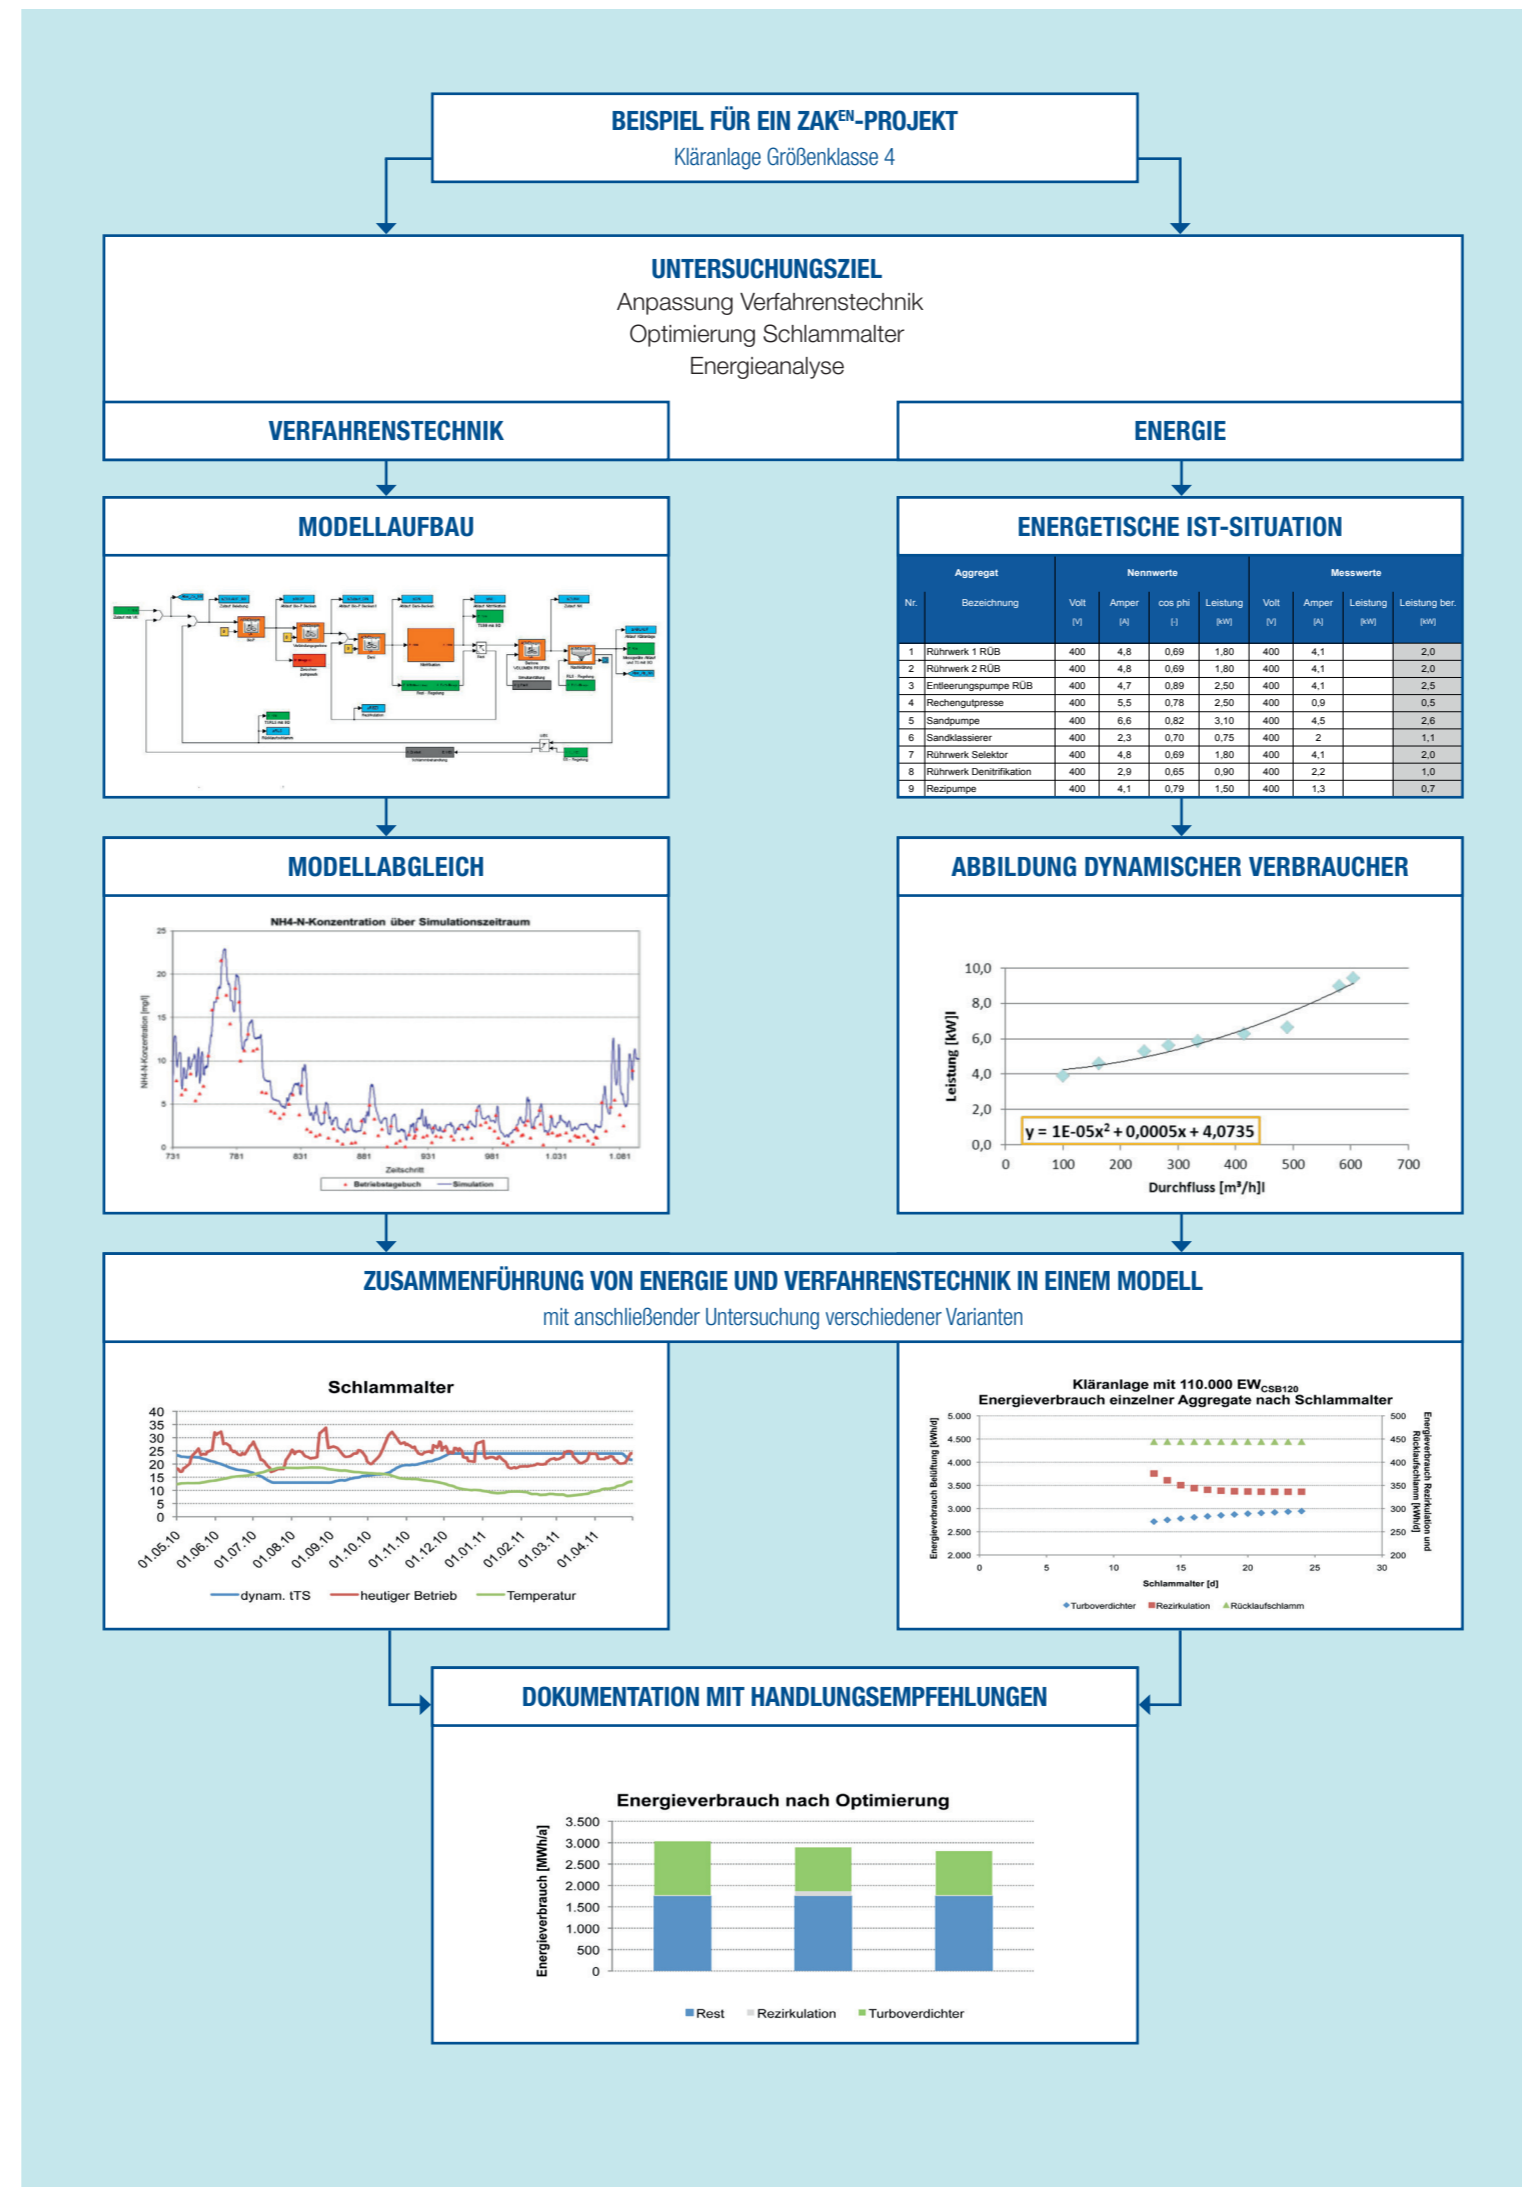 BEISPIEL FÜR EIN ZAKEN-PROJEKT
Kläranlage Größenklasse 4
UNTERSUCHUNGSZIEL
Anpassung Verfahrenstechnik
Optimierung Schlammalter
Energieanalyse
VERFAHRENSTECHNIK
ENERGIE
MODELLAUFBAU
ENERGETISCHE IST-SITUATION
Aggregat Nennwerte Messwerte
Nr. Bezeichnung Volt Amper cos phi Leistung Volt Amper Leistung Leistung ber.
[V] [A] [-] [kW] [V] [A] [kW] [kW]
1 Rührwerk 1 RÜB 400 4,8 0,69 1,80 400 4,1 2,0
2 Rührwerk 2 RÜB 400 4,8 0,69 1,80 400 4,1 2,0
3 Entleerungspumpe RÜB 400 4,7 0,89 2,50 400 4,1 2,5
4 Rechengutpresse 400 5,5 0,78 2,50 400 0,9 0,5
5 Sandpumpe 400 6,6 0,82 3,10 400 4,5 2,6
6 Sandklassierer 400 2,3 0,70 0,75 400 2 1,1
7 Rührwerk Selektor 400 4,8 0,69 1,80 400 4,1 2,0
8 Rührwerk Denitrifikation 400 2,9 0,65 0,90 400 2,2 1,0
9 Rezipumpe 400 4,1 0,79 1,50 400 1,3 0,7
MODELLABGLEICH
NH4-N-Konzentration über Simulationszeitraum
NH4-N-Konzentration [mg/l]
25
20
15
10
5
0
731 781 831 881 931 981 1.031 1.081
Zeitschritt
Betriebstagebuch Simulation
ABBILDUNG DYNAMISCHER VERBRAUCHER
Leistung [kW]l
10,0
8,0
6,0
4,0
2,0
0,0
y = 1E-05x² + 0,0005x + 4,0735
0 100 200 300 400 500 600 700
Durchfluss [m³/h]l
ZUSAMMENFÜHRUNG VON ENERGIE UND VERFAHRENSTECHNIK IN EINEM MODELL
mit anschließender Untersuchung verschiedener Varianten
Schlammalter
40
35
30
25
20
15
10
5
0
01.05.10 01.06.10 01.07.10 01.08.10 01.09.10 01.10.10 01.11.10 01.12.10 01.01.11 01.02.11 01.03.11 01.04.11
dynam. tTS heutiger Betrieb Temperatur
Kläranlage mit 110.000 EWCSB120
Energieverbrauch einzelner Aggregate nach Schlammalter
Energieverbrauch Belüftung [kWh/d]
5.000
4.500
4.000
3.500
3.000
2.500
2.000
500
450
400
350
300
250
200
Energieverbrauch Rezirkulation und
Rücklaufschlamm [kWh/d]
0 5 10 15 20 25 30
Schlammalter [d]
Turboverdichter Rezirkulation Rücklaufschlamm
DOKUMENTATION MIT HANDLUNGSEMPFEHLUNGEN
Energieverbrauch nach Optimierung
Energieverbrauch [MWh/a]
3.500
3.000
2.500
2.000
1.500
1.000
500
0
Rest Rezirkulation Turboverdichter